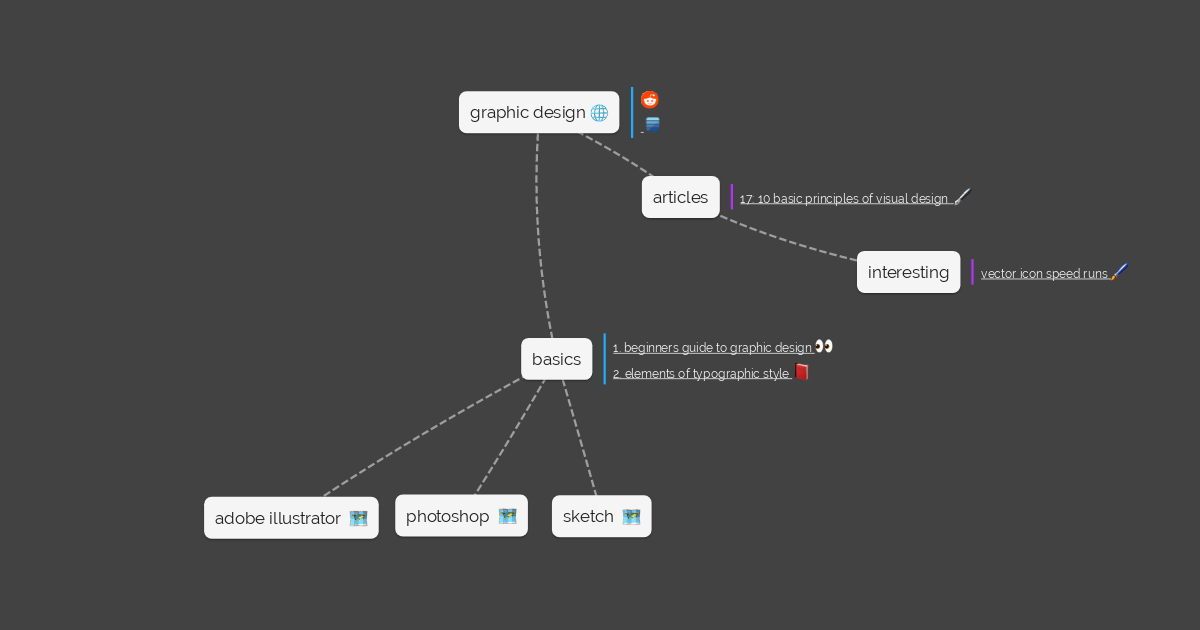 graphic design
articles
17: 10 basic principles of visual design
interesting
vector icon speed runs
basics
1. beginners guide to graphic design
2. elements of typographic style
adobe illustrator
photoshop
sketch